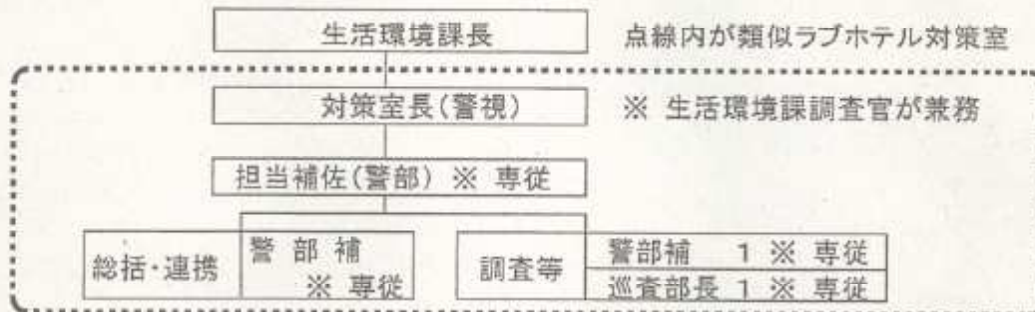 生活環境課長
点線内が類似ラブホテル対策室
対策室長(警視)
※ 生活環境課調査官が兼務
担当補佐(警部) ※ 専従
総括・連携
警 部 補
※ 専従
調査等
警部補 1 ※ 専従
巡査部長 1 ※ 専従